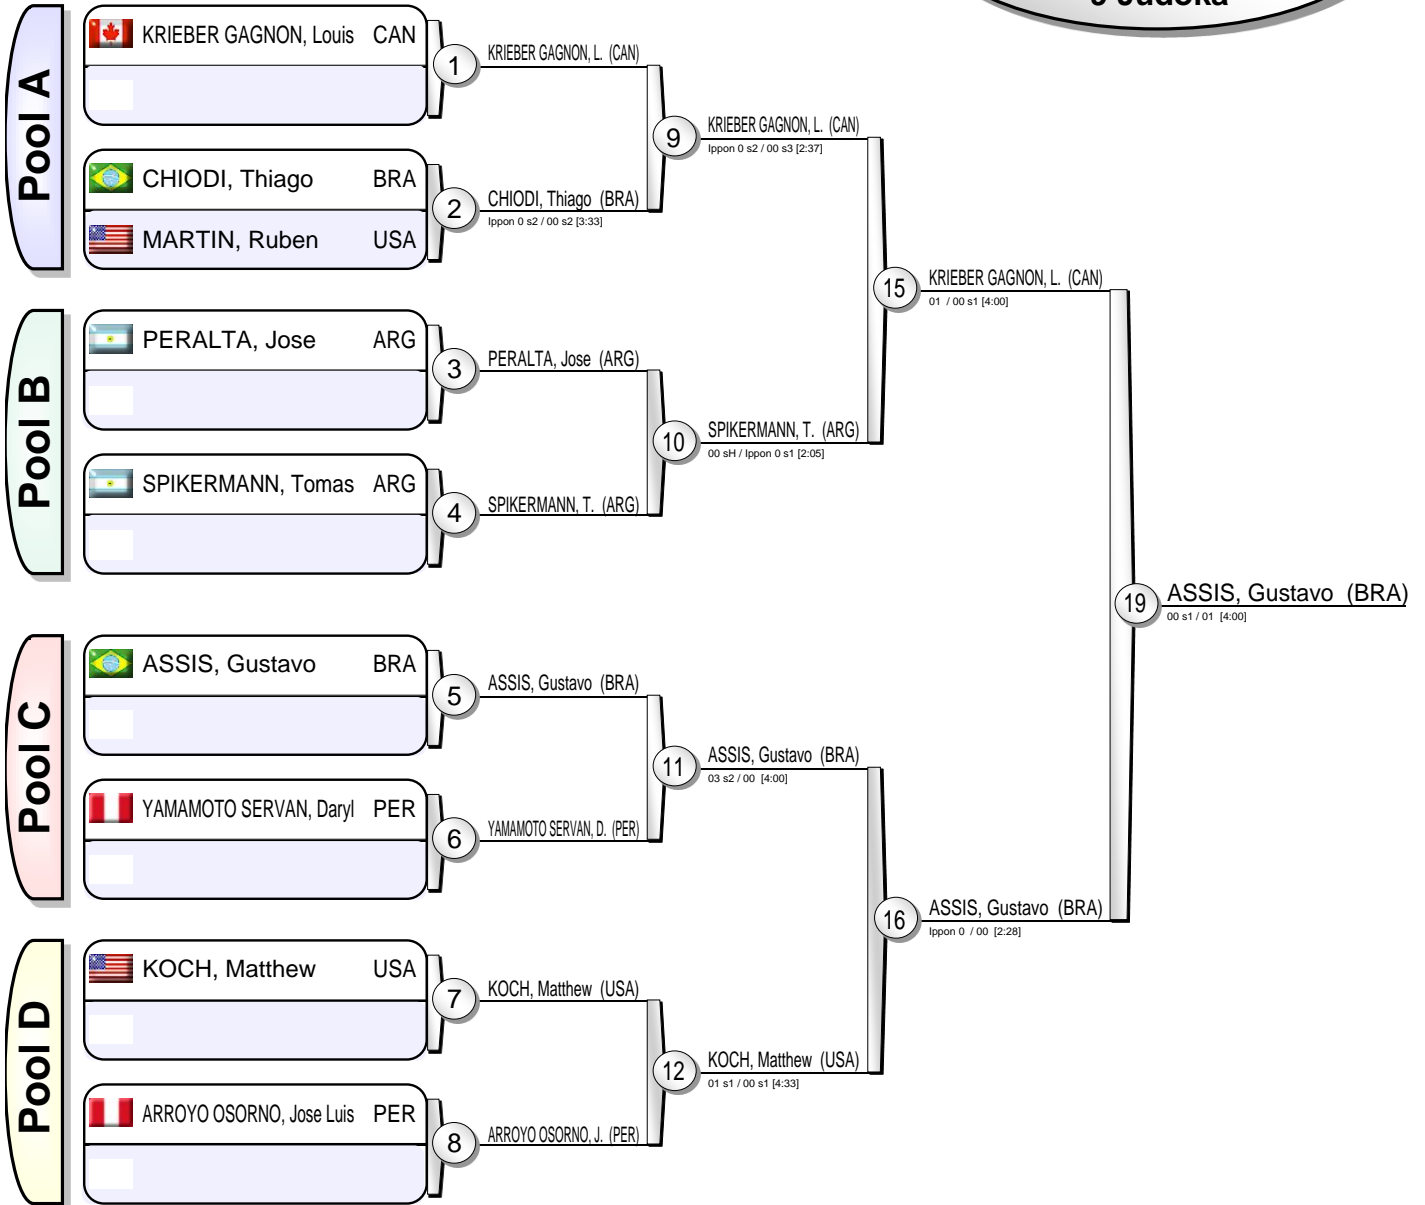 9 Judoka
Pool A
KRIEBER GAGNON, Louis CAN
CHIODI, Thiago BRA
MARTIN, Ruben USA
Pool B
PERALTA, Jose ARG
SPIKERMANN, Tomas ARG
Pool C
ASSIS, Gustavo BRA
YAMAMOTO SERVAN, Daryl PER
Pool D
KOCH, Matthew USA
ARROYO OSORNO, Jose Luis PER
1 KRIEBER GAGNON, L. (CAN)
2 CHIODI, Thiago (BRA)
Ippon 0 s2 / 00 s2 [3:33]
3 PERALTA, Jose (ARG)
4 SPIKERMANN, T. (ARG)
5 ASSIS, Gustavo (BRA)
6 YAMAMOTO SERVAN, D. (PER)
7 KOCH, Matthew (USA)
8 ARROYO OSORNO, J. (PER)
9 KRIEBER GAGNON, L. (CAN)
Ippon 0 s2 / 00 s3 [2:37]
10 SPIKERMANN, T. (ARG)
00 sH / Ippon 0 s1 [2:05]
11 ASSIS, Gustavo (BRA)
03 s2 / 00 [4:00]
12 KOCH, Matthew (USA)
01 s1 / 00 s1 [4:33]
15 KRIEBER GAGNON, L. (CAN)
01 / 00 s1 [4:00]
16 ASSIS, Gustavo (BRA)
Ippon 0 / 00 [2:28]
19 ASSIS, Gustavo (BRA)
00 s1 / 01 [4:00]